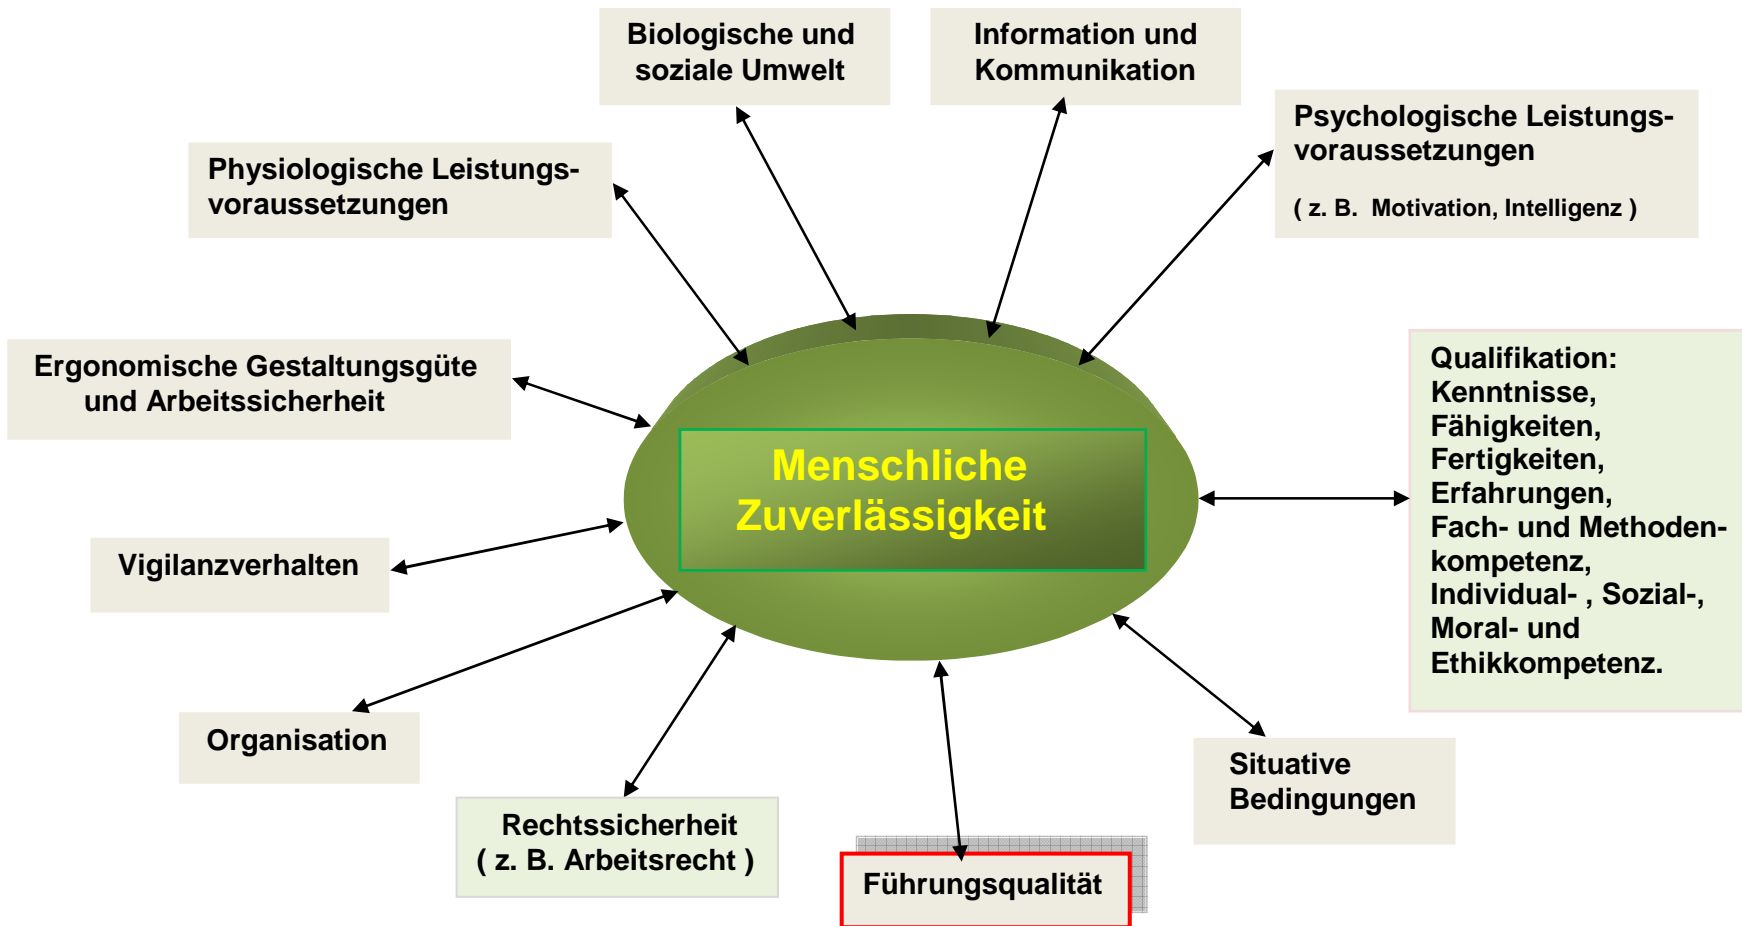 Biologische und
soziale Umwelt
Information und
Kommunikation
Psychologische Leistungs-
voraussetzungen
( z. B. Motivation, Intelligenz )
Physiologische Leistungs-
voraussetzungen
Ergonomische Gestaltungsgüte
und Arbeitssicherheit
Menschliche
Zuverlässigkeit
Qualifikation:
Kenntnisse,
Fähigkeiten,
Fertigkeiten,
Erfahrungen,
Fach- und Methoden-
kompetenz,
Individual- , Sozial-,
Moral- und
Ethikkompetenz.
Vigilanzverhalten
Organisation
Rechtssicherheit
( z. B. Arbeitsrecht )
Führungsqualität
Situative
Bedingungen